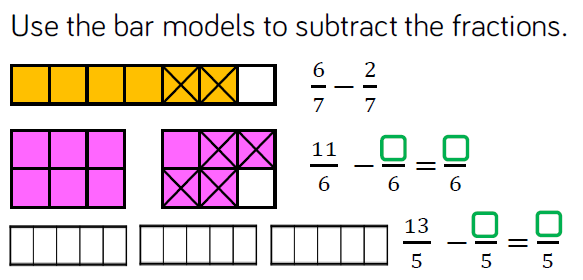 Use the bar models to subtract the fractions.
6/7 − 2/7
11/6 − □/6 = □/6
13/5 − □/5 = □/5